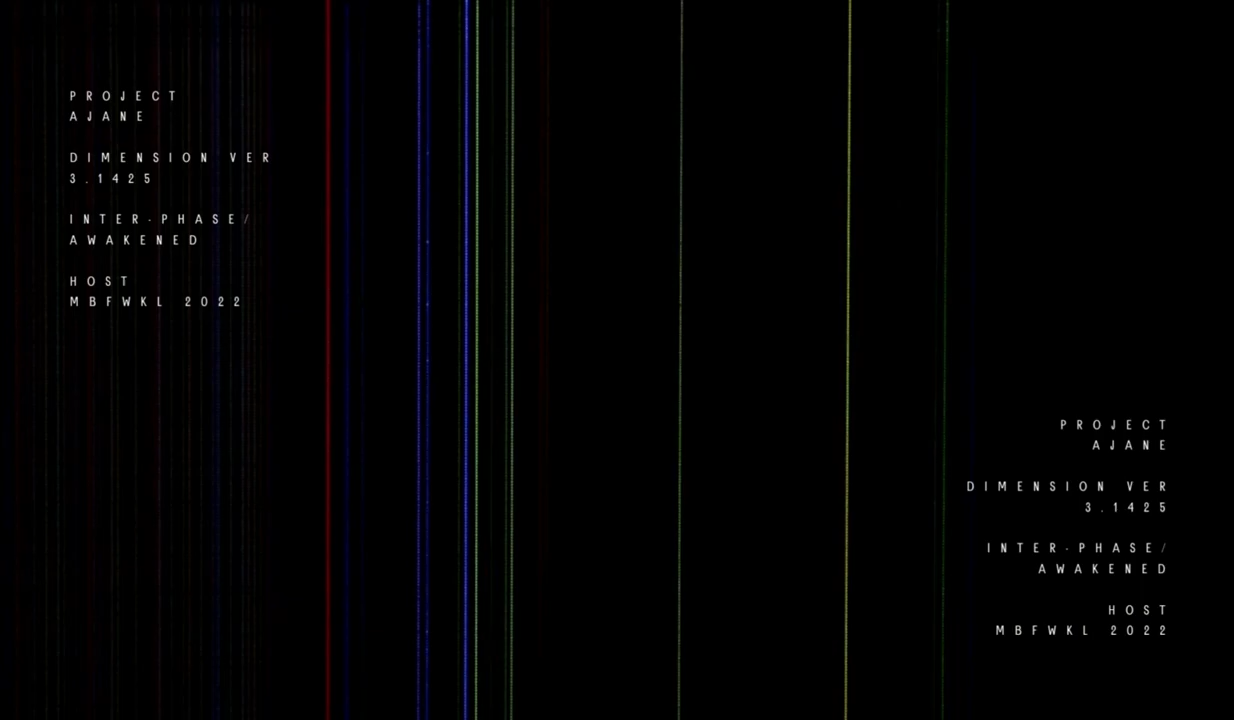 PROJECT
AJANE
DIMENSION VER
3.1425
INTER-PHASE/
AWAKENED
HOST
MBFWKL 2022
PROJECT
AJANE
DIMENSION VER
3.1425
INTER-PHASE/
AWAKENED
HOST
MBFWKL 2022